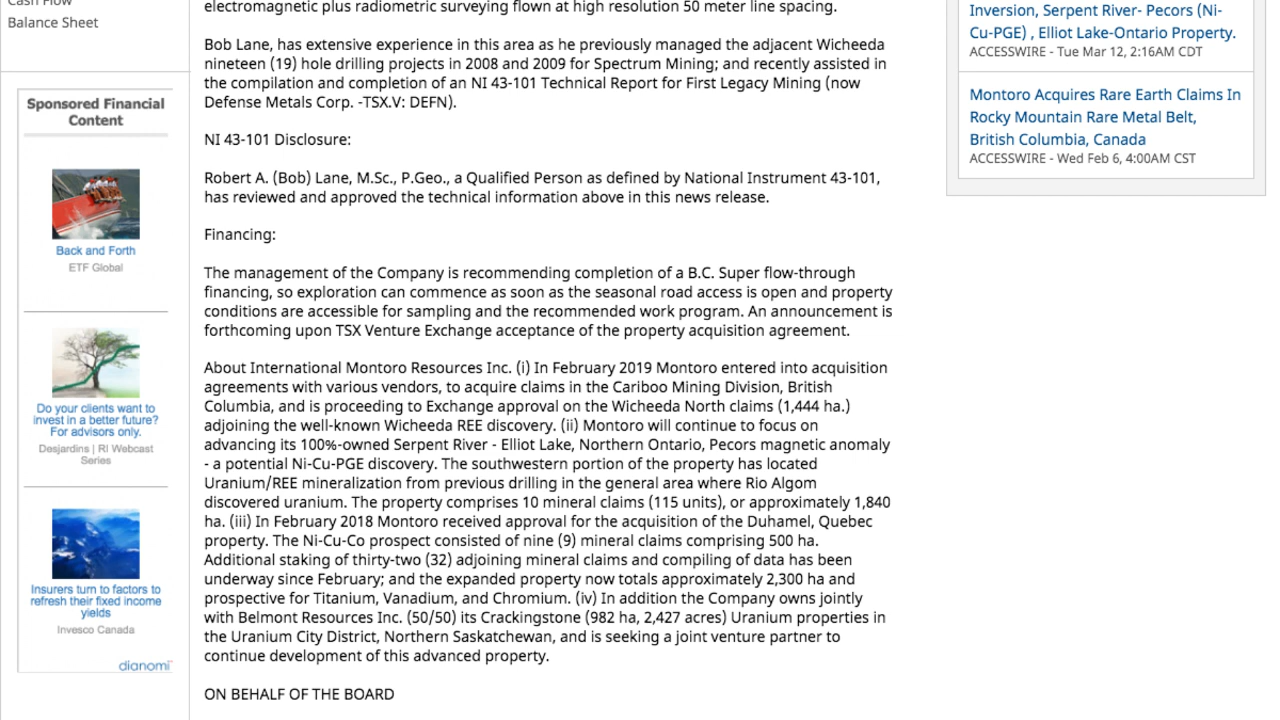 Cash Flow
Balance Sheet
Sponsored Financial
Content
Back and Forth
ETF Global
Do your clients want to
invest in a better future?
For advisors only.
Desjardins | RI Webcast
Series
Insurers turn to factors to
refresh their fixed income
yields
Invesco Canada
dianomi
electromagnetic plus radiometric surveying flown at high resolution 50 meter line spacing.
Bob Lane, has extensive experience in this area as he previously managed the adjacent Wicheeda
nineteen (19) hole drilling projects in 2008 and 2009 for Spectrum Mining; and recently assisted in
the compilation and completion of an NI 43-101 Technical Report for First Legacy Mining (now
Defense Metals Corp. -TSX.V: DEFN).
NI 43-101 Disclosure:
Robert A. (Bob) Lane, M.Sc., P.Geo., a Qualified Person as defined by National Instrument 43-101,
has reviewed and approved the technical information above in this news release.
Financing:
The management of the Company is recommending completion of a B.C. Super flow-through
financing, so exploration can commence as soon as the seasonal road access is open and property
conditions are accessible for sampling and the recommended work program. An announcement is
forthcoming upon TSX Venture Exchange acceptance of the property acquisition agreement.
About International Montoro Resources Inc. (i) In February 2019 Montoro entered into acquisition
agreements with various vendors, to acquire claims in the Cariboo Mining Division, British
Columbia, and is proceeding to Exchange approval on the Wicheeda North claims (1,444 ha.)
adjoining the well-known Wicheeda REE discovery. (ii) Montoro will continue to focus on
advancing its 100%-owned Serpent River - Elliot Lake, Northern Ontario, Pecors magnetic anomaly
- a potential Ni-Cu-PGE discovery. The southwestern portion of the property has located
Uranium/REE mineralization from previous drilling in the general area where Rio Algom
discovered uranium. The property comprises 10 mineral claims (115 units), or approximately 1,840
ha. (iii) In February 2018 Montoro received approval for the acquisition of the Duhamel, Quebec
property. The Ni-Cu-Co prospect consisted of nine (9) mineral claims comprising 500 ha.
Additional staking of thirty-two (32) adjoining mineral claims and compiling of data has been
underway since February; and the expanded property now totals approximately 2,300 ha and
prospective for Titanium, Vanadium, and Chromium. (iv) In addition the Company owns jointly
with Belmont Resources Inc. (50/50) its Crackingstone (982 ha, 2,427 acres) Uranium properties in
the Uranium City District, Northern Saskatchewan, and is seeking a joint venture partner to
continue development of this advanced property.
ON BEHALF OF THE BOARD
Inversion, Serpent River- Pecors (Ni-
Cu-PGE) , Elliot Lake-Ontario Property.
ACCESSWIRE - Tue Mar 12, 2:16AM CDT
Montoro Acquires Rare Earth Claims In
Rocky Mountain Rare Metal Belt,
British Columbia, Canada
ACCESSWIRE - Wed Feb 6, 4:00AM CST